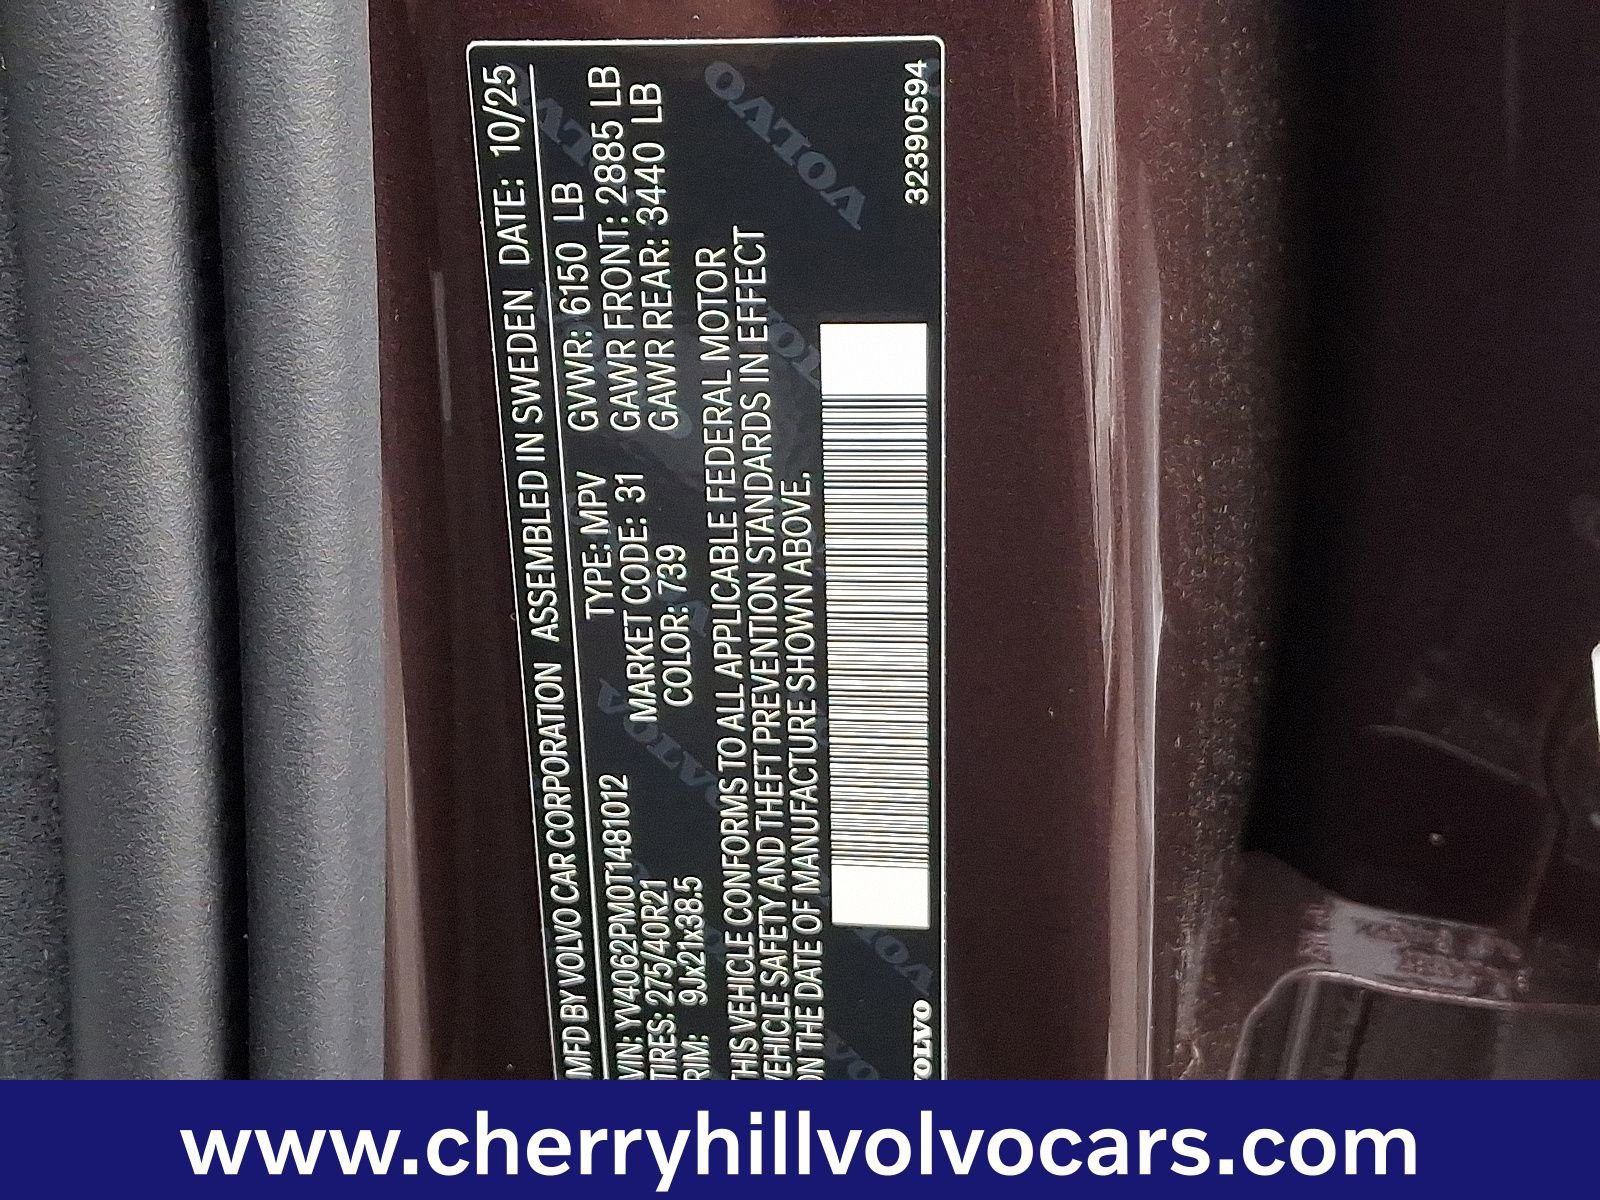 MFD BY VOLVO CAR CORPORATION ASSEMBLED IN SWEDEN DATE: 10/25
VIN: YV4062PM0T1481012 TYPE: MPV GVWR: 6150 LB
TIRES: 275/40R21 MARKET CODE: 31 GAWR FRONT: 2885 LB
RIM: 9Jx21x38.5 COLOR: 739 GAWR REAR: 3440 LB
THIS VEHICLE CONFORMS TO ALL APPLICABLE FEDERAL MOTOR
VEHICLE SAFETY AND THEFT PREVENTION STANDARDS IN EFFECT
ON THE DATE OF MANUFACTURE SHOWN ABOVE.
VOLVO 32390594
www.cherryhillvolvocars.com